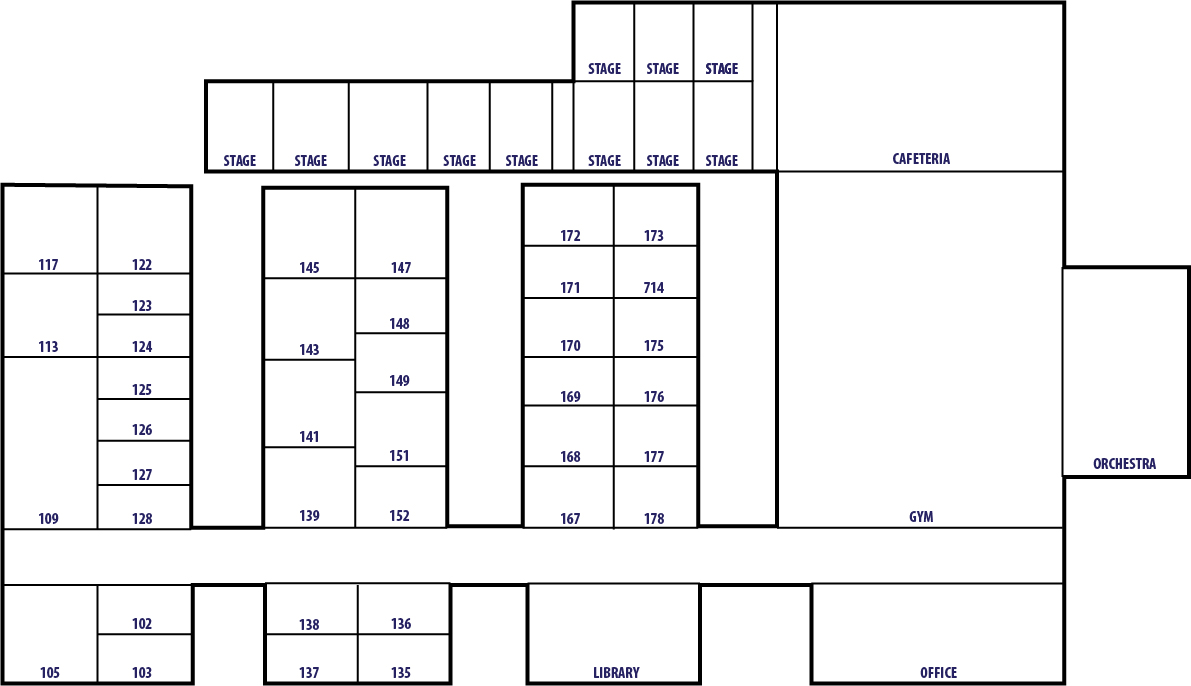 STAGE STAGE STAGE
STAGE STAGE STAGE STAGE STAGE STAGE STAGE STAGE CAFETERIA
172 173
117 122 145 147
171 714
123
148
113 124 143 170 175
149
125 169 176
126 141
151 168 177
ORCHESTRA
127
109 128 139 152 167 178 GYM
102 138 136
105 103 137 135 LIBRARY OFFICE